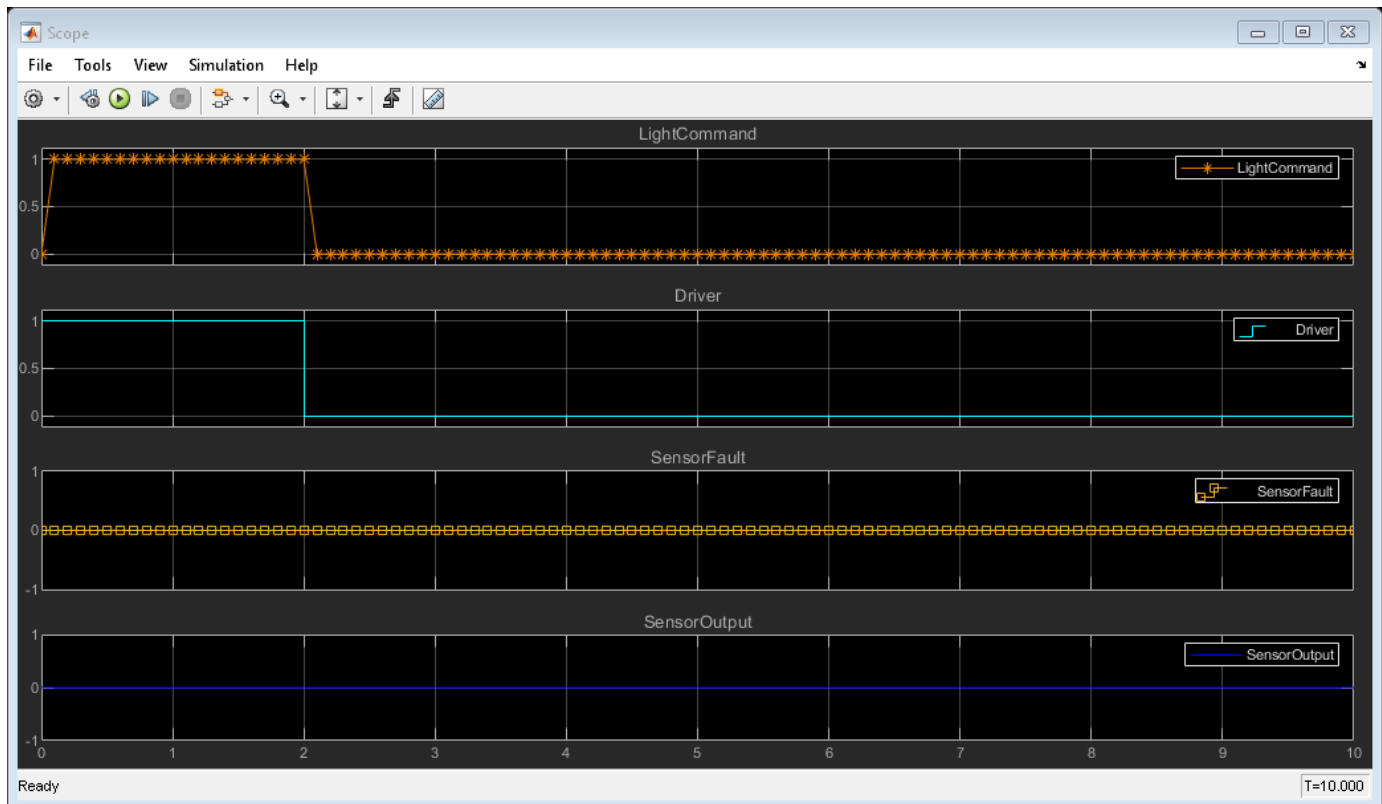 Scope
File Tools View Simulation Help
LightCommand
1
0.5
0
LightCommand
Driver
1
0.5
0
Driver
SensorFault
1
0
-1
SensorFault
SensorOutput
1
0
-1
SensorOutput
0 1 2 3 4 5 6 7 8 9 10
Ready T=10.000